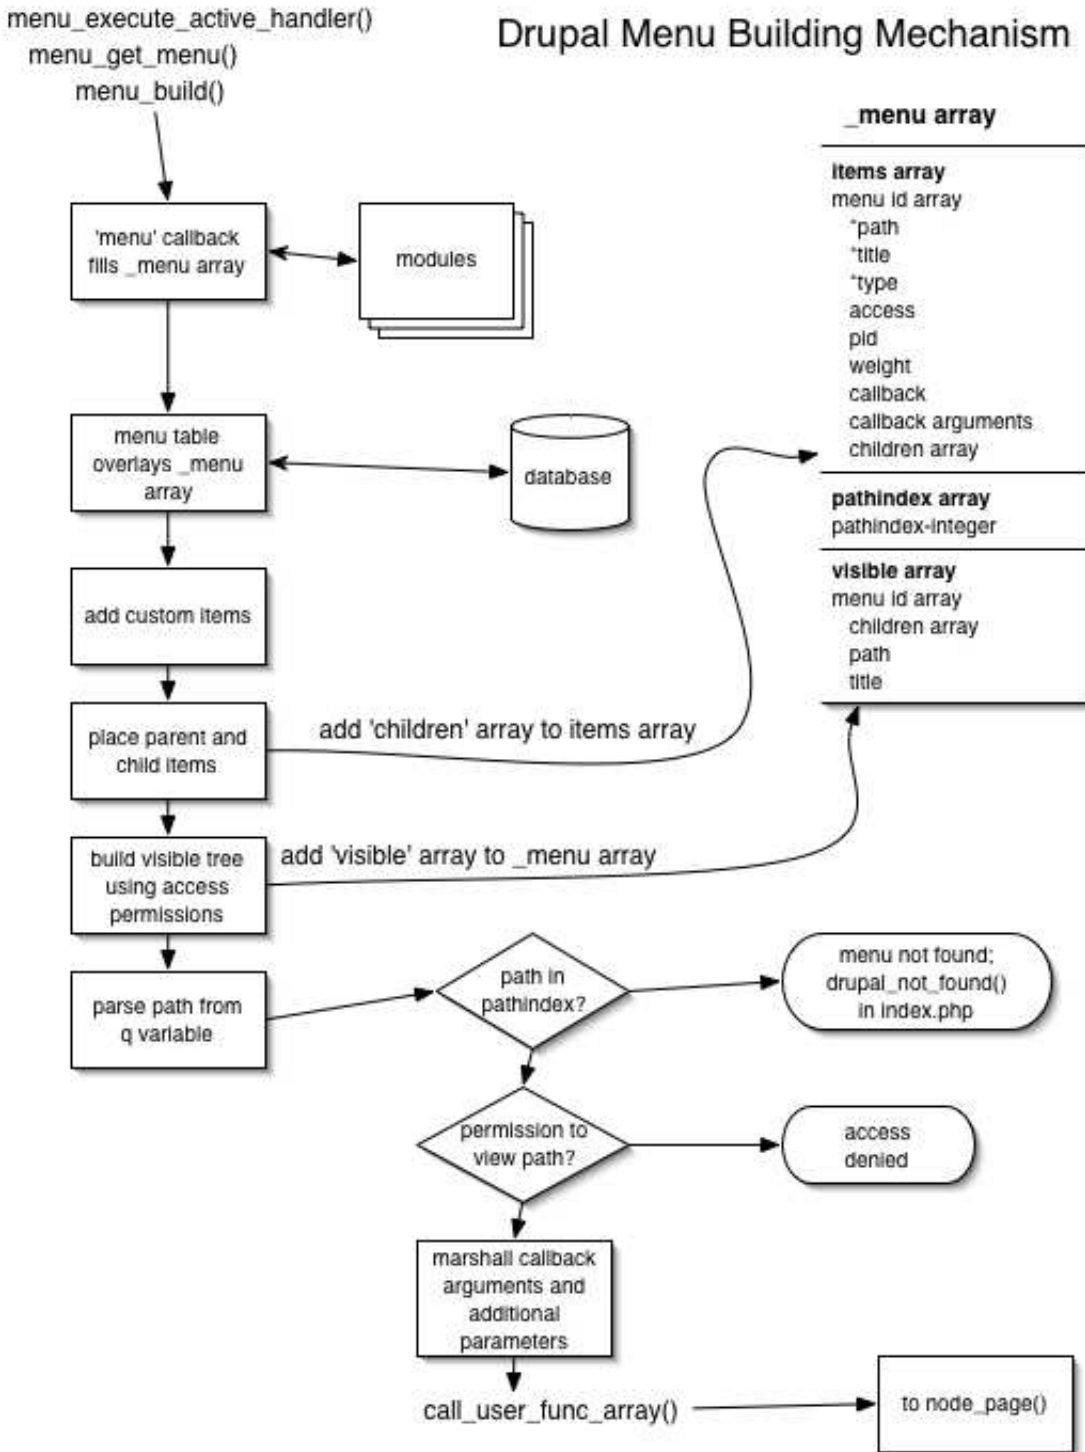 menu_execute_active_handler()
menu_get_menu()
menu_build()
Drupal Menu Building Mechanism
_menu array
items array
menu id array
*path
*title
*type
access
pid
weight
callback
callback arguments
children array
pathindex array
pathindex-integer
visible array
menu id array
children array
path
title
'menu' callback
fills _menu array
modules
menu table
overlays _menu
array
database
add custom items
place parent and
child items
add 'children' array to items array
build visible tree
using access
permissions
add 'visible' array to _menu array
parse path from
q variable
path in
pathindex?
menu not found;
drupal_not_found()
in index.php
permission to
view path?
access
denied
marshall callback
arguments and
additional
parameters
call_user_func_array()
to node_page()